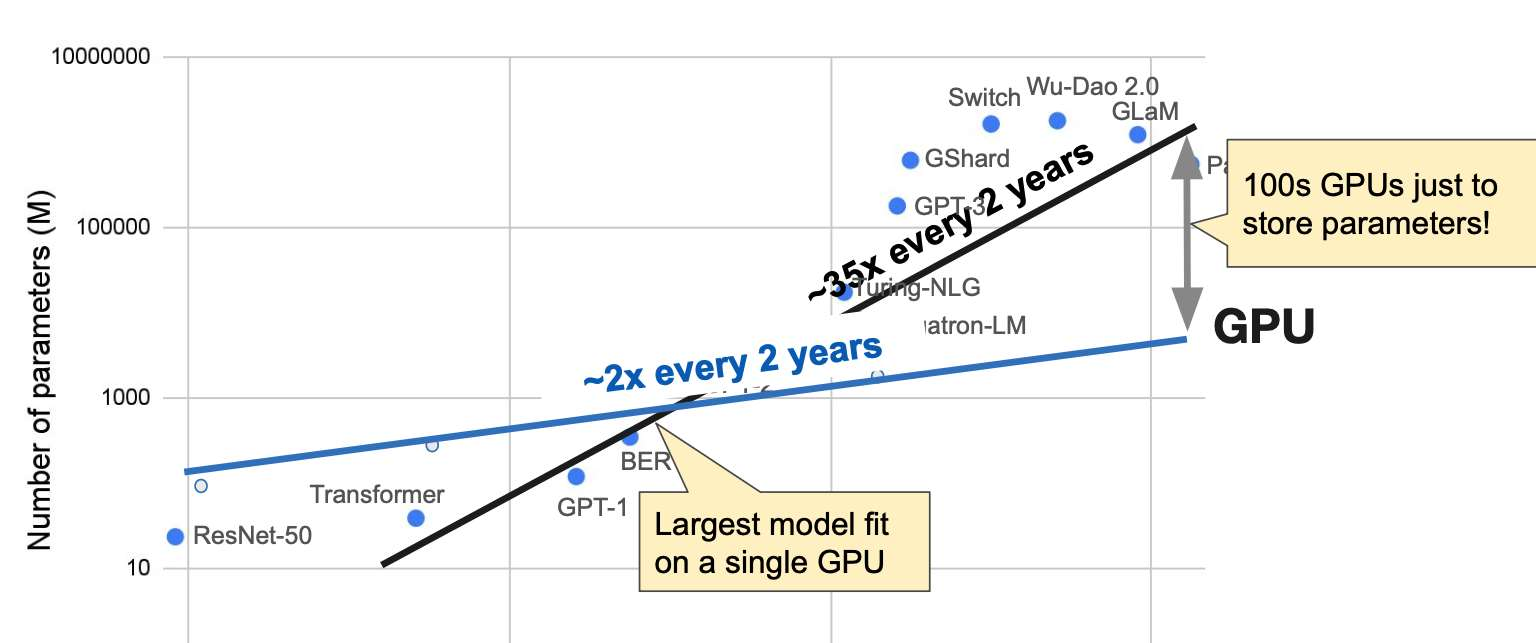 10000000
Wu-Dao 2.0
Switch
GLaM
GShard
~35x every 2 years
100s GPUs just to
store parameters!
GPT-3
100000
Turing-NLG
GPU
~2x every 2 years
1000
BER
Transformer
GPT-1
Largest model fit
on a single GPU
ResNet-50
10
Number of parameters (M)